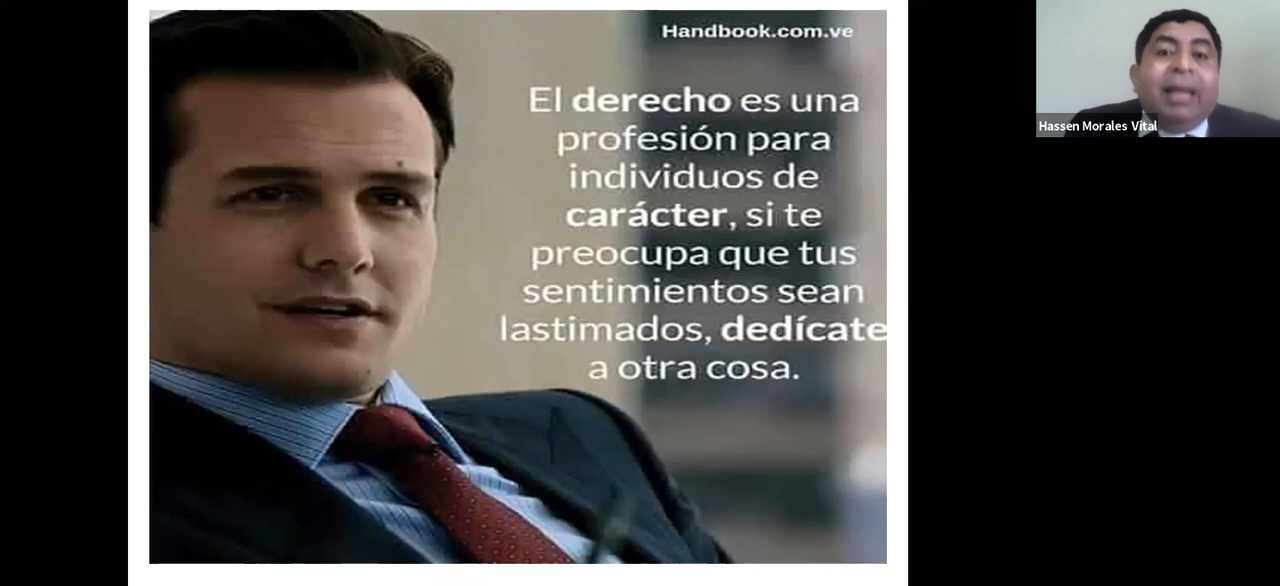 Handbook.com.ve
El derecho es una
profesión para
individuos de
carácter, si te
preocupa que tus
sentimientos sean
lastimados, dedícate
a otra cosa.
Hassen Morales Vital